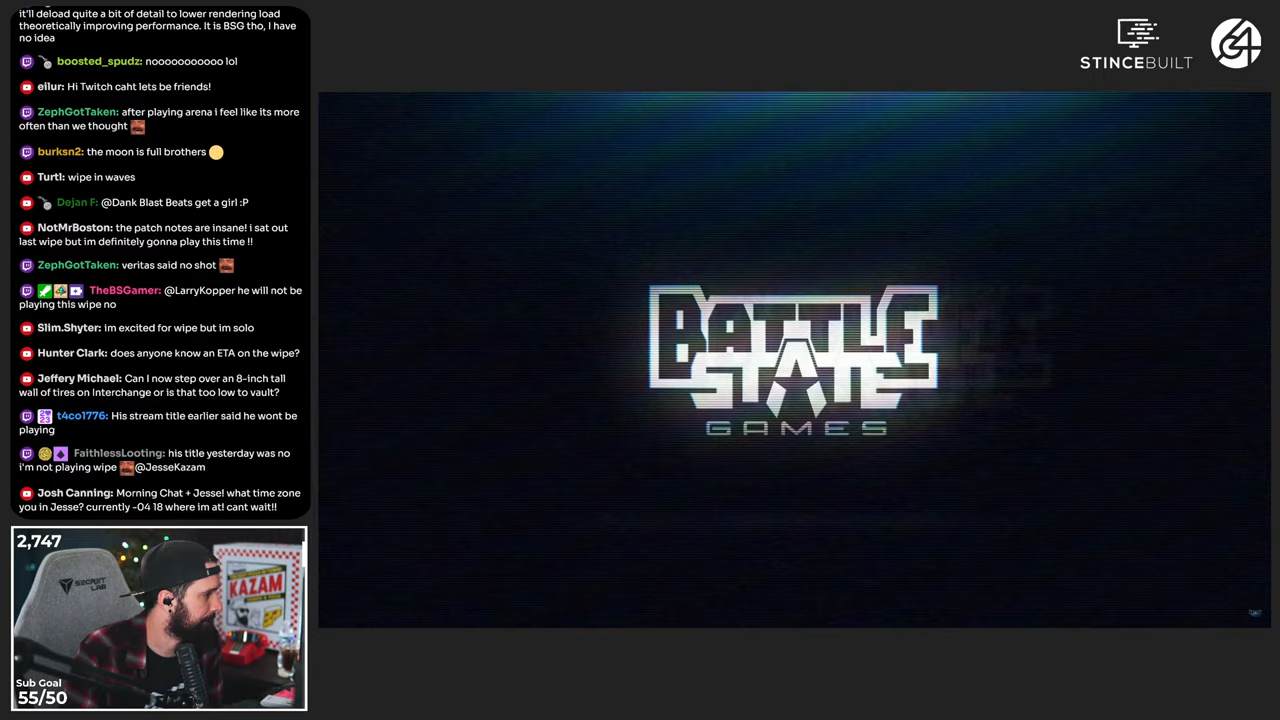 it'll deload quite a bit of detail to lower rendering load
theoretically improving performance. It is BSG tho, I have
no idea
boosted_spudz: nooooooooooo lol
eilur: Hi Twitch caht lets be friends!
ZephGotTaken: after playing arena i feel like its more
often than we thought
burksn2: the moon is full brothers
Turtl: wipe in waves
Dejan F: @Dank Blast Beats get a girl :P
NotMrBoston: the patch notes are insane! i sat out
last wipe but im definitely gonna play this time !!
ZephGotTaken: veritas said no shot
TheBSGamer: @LarryKopper he will not be
playing this wipe no
Slim.Shyter: im excited for wipe but im solo
Hunter Clark: does anyone know an ETA on the wipe?
Jeffery Michael: Can I now step over an 8-inch tall
wall of tires on Interchange or is that too low to vault?
t4co1776: His stream title earlier said he wont be
playing
FaithlessLooting: his title yesterday was no
i'm not playing wipe @JesseKazam
Josh Canning: Morning Chat + Jesse! what time zone
you in Jesse? currently -04 18 where im at! cant wait!!
2,747
SECRET
LAB
KAZAM
Sub Goal
55/50
STINCEBUILT
G4
BATTLE
STATE
GAMES